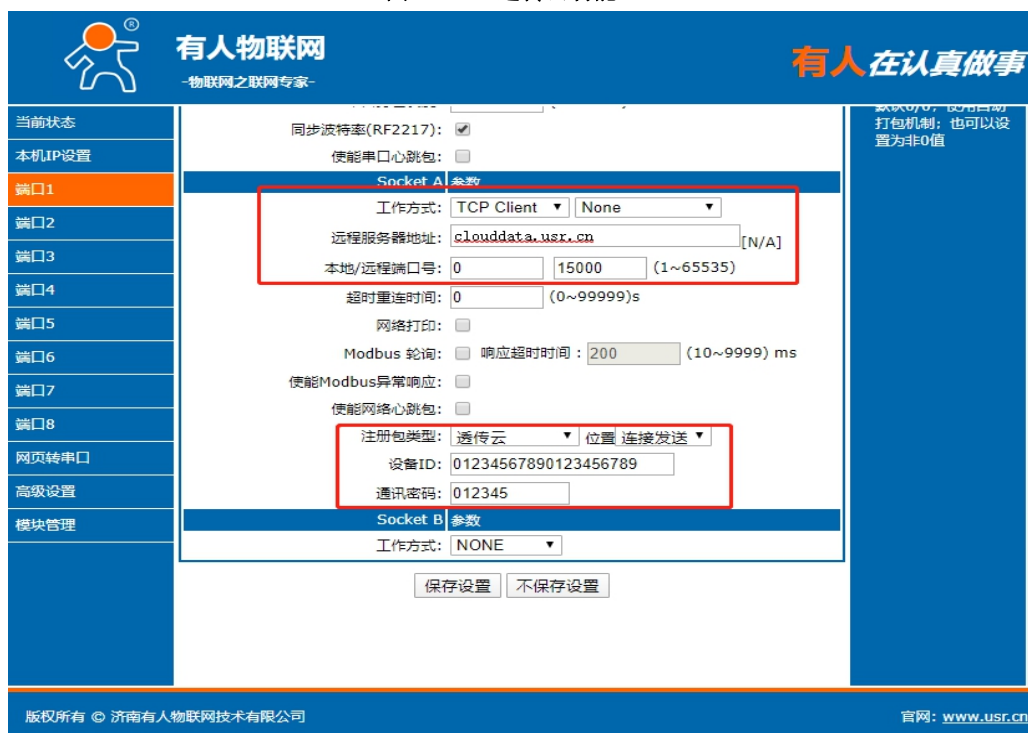 ®
有人物联网
-物联网之联网专家-
有人在认真做事
当前状态
本机IP设置
端口1
端口2
端口3
端口4
端口5
端口6
端口7
端口8
网页转串口
高级设置
模块管理
同步波特率(RF2217):
使能串口心跳包:
Socket A 参数
工作方式: TCP Client ▼ None ▼
远程服务器地址: clouddata.usr.cn [N/A]
本地/远程端口号: 0 15000 (1~65535)
超时重连时间: 0 (0~99999)s
网络打印:
Modbus 轮询: 响应超时时间：200 (10~9999) ms
使能Modbus异常响应:
使能网络心跳包:
注册包类型: 透传云 ▼ 位置 连接发送 ▼
设备ID: 01234567890123456789
通讯密码: 012345
Socket B 参数
工作方式: NONE ▼
保存设置 不保存设置
默认0/0，使用自动
打包机制；也可以设
置为非0值
版权所有 © 济南有人物联网技术有限公司
官网: www.usr.cn